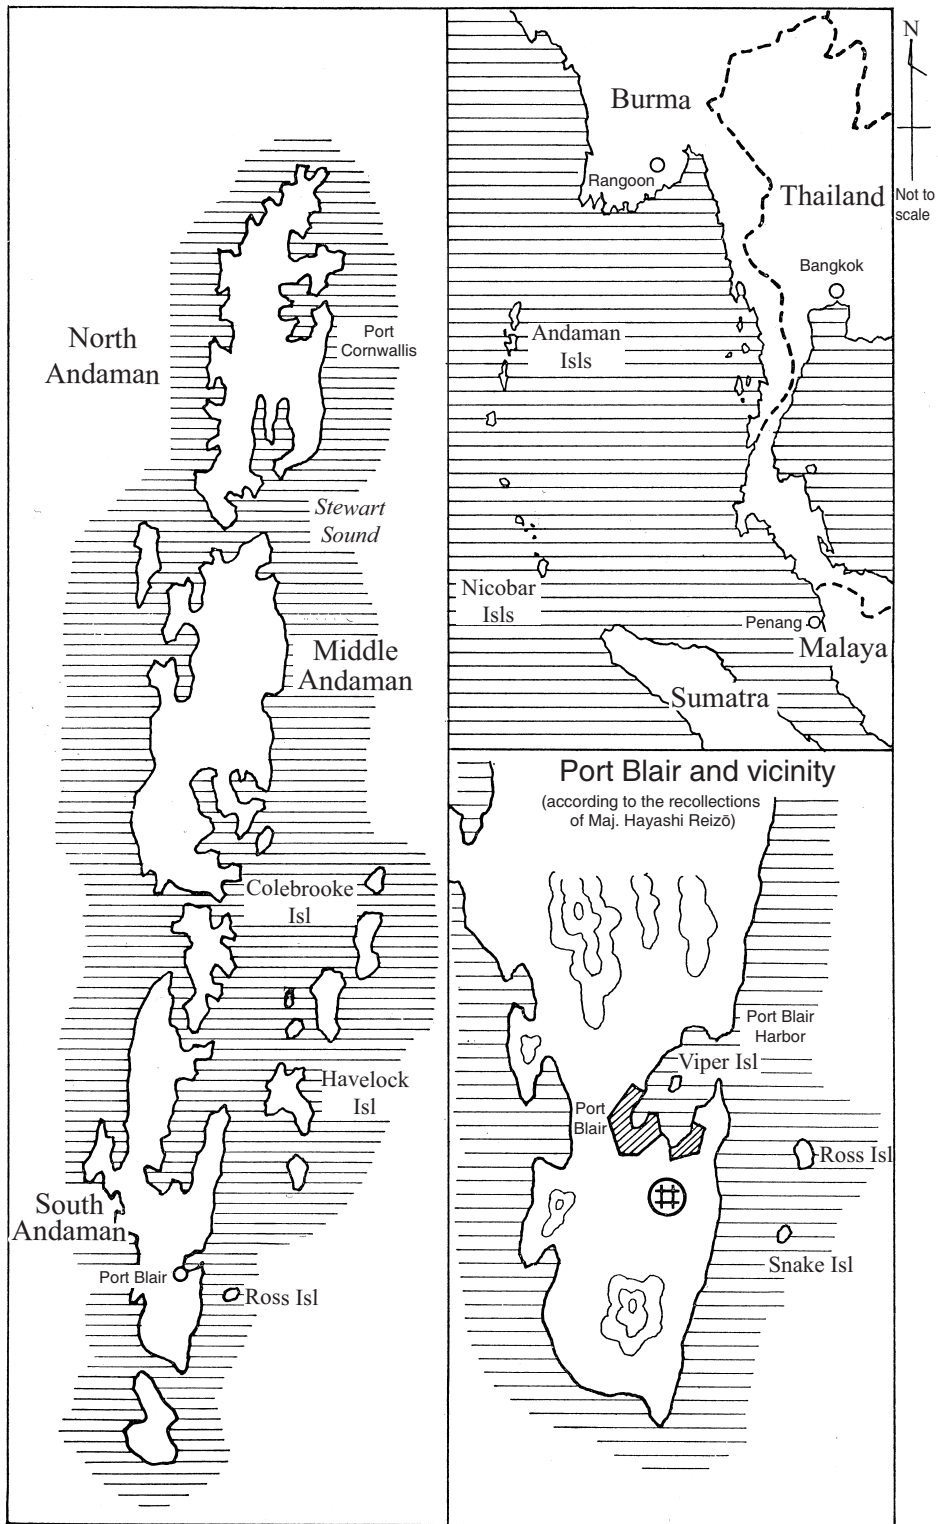 North
Andaman
Port
Cornwallis
Stewart
Sound
Middle
Andaman
Colebrooke
Isl
Havelock
Isl
South
Andaman
Port Blair
Ross Isl
Burma
Rangoon
Thailand
Bangkok
Andaman
Isls
Nicobar
Isls
Penang
Malaya
Sumatra
N
Not to
scale
Port Blair and vicinity
(according to the recollections
of Maj. Hayashi Reizō)
Port Blair
Harbor
Viper Isl
Port
Blair
Ross Isl
Snake Isl